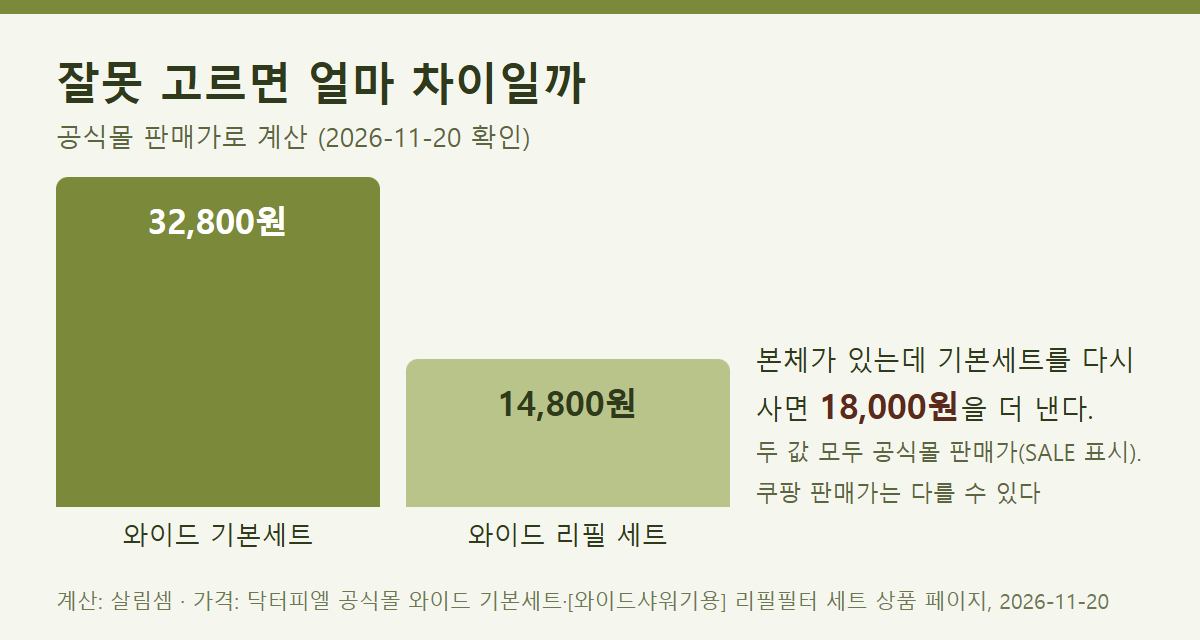 잘못 고르면 얼마 차이일까
공식몰 판매가로 계산 (2026-11-20 확인)
32,800원
14,800원
본체가 있는데 기본세트를 다시
사면 18,000원을 더 낸다.
두 값 모두 공식몰 판매가(SALE 표시).
쿠팡 판매가는 다를 수 있다
와이드 기본세트
와이드 리필 세트
계산: 살림셈 · 가격: 닥터피엘 공식몰 와이드 기본세트·[와이드샤워기용] 리필필터 세트 상품 페이지, 2026-11-20